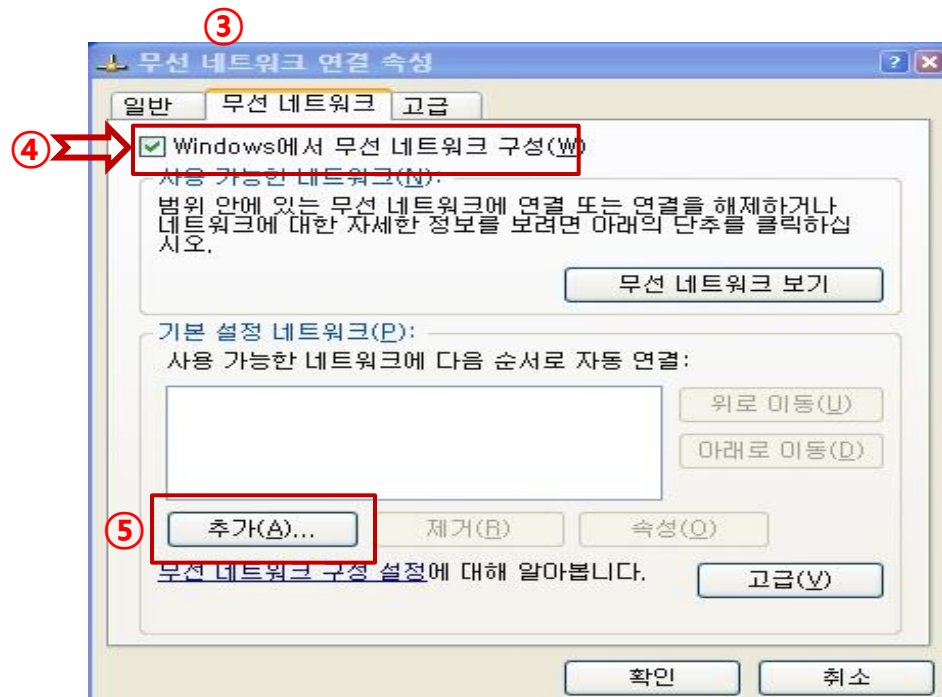 ③
무선 네트워크 연결 속성
일반 무선 네트워크 고급
④ Windows에서 무선 네트워크 구성(W)
사용 가능한 네트워크(N):
범위 안에 있는 무선 네트워크에 연결 또는 연결을 해제하거나
네트워크에 대한 자세한 정보를 보려면 아래의 단추를 클릭하십
시오.
무선 네트워크 보기
기본 설정 네트워크(P):
사용 가능한 네트워크에 다음 순서로 자동 연결:
위로 이동(U)
아래로 이동(D)
⑤ 추가(A)... 제거(R) 속성(O)
무선 네트워크 구성 설정에 대해 알아봅니다.
고급(V)
확인 취소